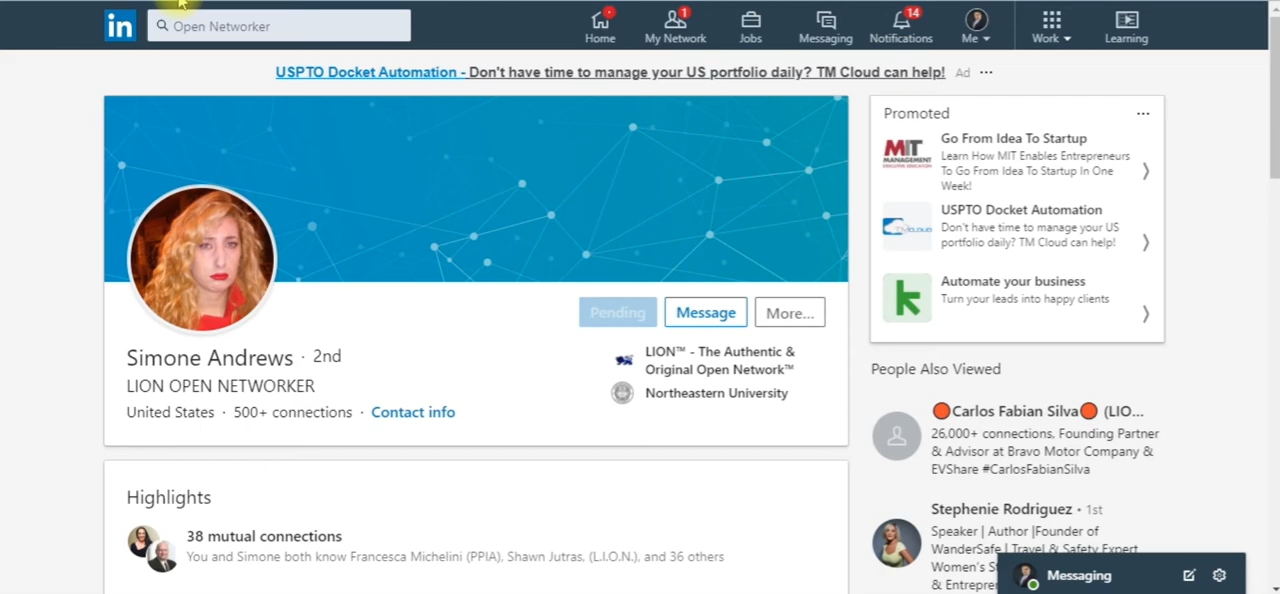 in
Open Networker
Home
1
My Network
Jobs
Messaging
14
Notifications
Me
Work
Learning
USPTO Docket Automation - Don't have time to manage your US portfolio daily? TM Cloud can help! Ad ...
Simone Andrews · 2nd
LION OPEN NETWORKER
United States · 500+ connections · Contact info
Pending
Message
More...
LION™ - The Authentic &
Original Open Network™
Northeastern University
Highlights
38 mutual connections
You and Simone both know Francesca Michelini (PPIA), Shawn Jutras, (L.I.O.N.), and 36 others
Promoted ...
MIT
MANAGEMENT
Go From Idea To Startup
Learn How MIT Enables Entrepreneurs
To Go From Idea To Startup In One
Week!
TMCLOUD
USPTO Docket Automation
Don't have time to manage your US
portfolio daily? TM Cloud can help!
k
Automate your business
Turn your leads into happy clients
People Also Viewed
Carlos Fabian Silva (LIO...
26,000+ connections, Founding Partner
& Advisor at Bravo Motor Company &
EVShare #CarlosFabianSilva
Stephenie Rodriguez • 1st
Speaker | Author |Founder of
WanderSafe | Travel & Safety Expert
Women's
& Entrepre
Messaging